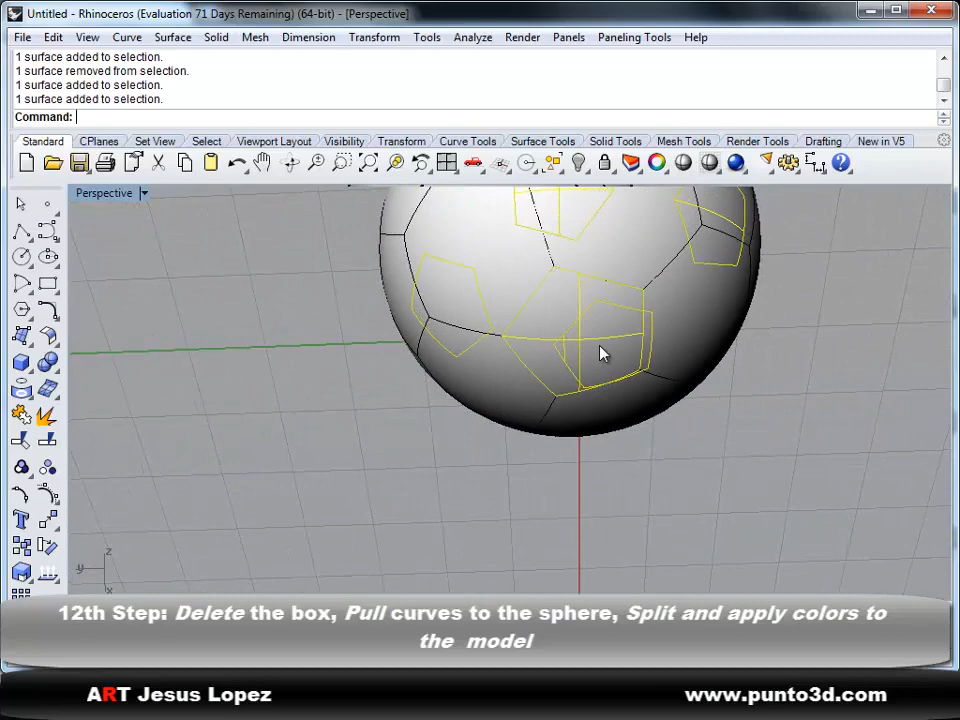 Untitled - Rhinoceros (Evaluation 71 Days Remaining) (64-bit) - [Perspective]
File Edit View Curve Surface Solid Mesh Dimension Transform Tools Analyze Render Panels Paneling Tools Help
1 surface added to selection.
1 surface removed from selection.
1 surface added to selection.
1 surface added to selection.
Command:
Standard CPlanes Set View Select Viewport Layout Visibility Transform Curve Tools Surface Tools Solid Tools Mesh Tools Render Tools Drafting New in V5
Perspective
z
y
x
12th Step: Delete the box, Pull curves to the sphere, Split and apply colors to
the model
ART Jesus Lopez
www.punto3d.com